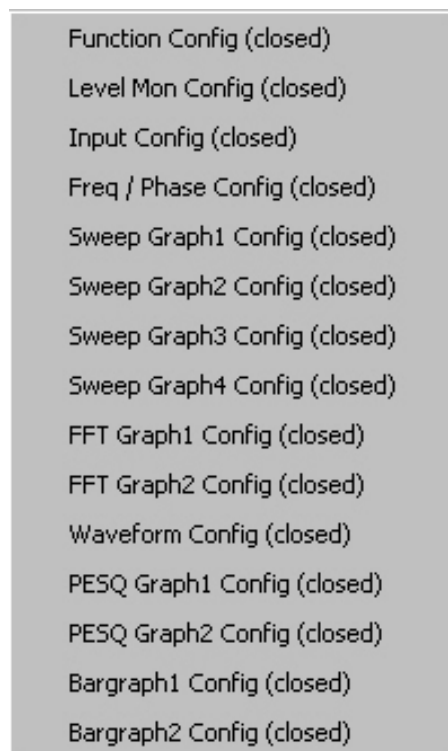 Function Config (closed)
Level Mon Config (closed)
Input Config (closed)
Freq / Phase Config (closed)
Sweep Graph1 Config (closed)
Sweep Graph2 Config (closed)
Sweep Graph3 Config (closed)
Sweep Graph4 Config (closed)
FFT Graph1 Config (closed)
FFT Graph2 Config (closed)
Waveform Config (closed)
PESQ Graph1 Config (closed)
PESQ Graph2 Config (closed)
Bargraph1 Config (closed)
Bargraph2 Config (closed)